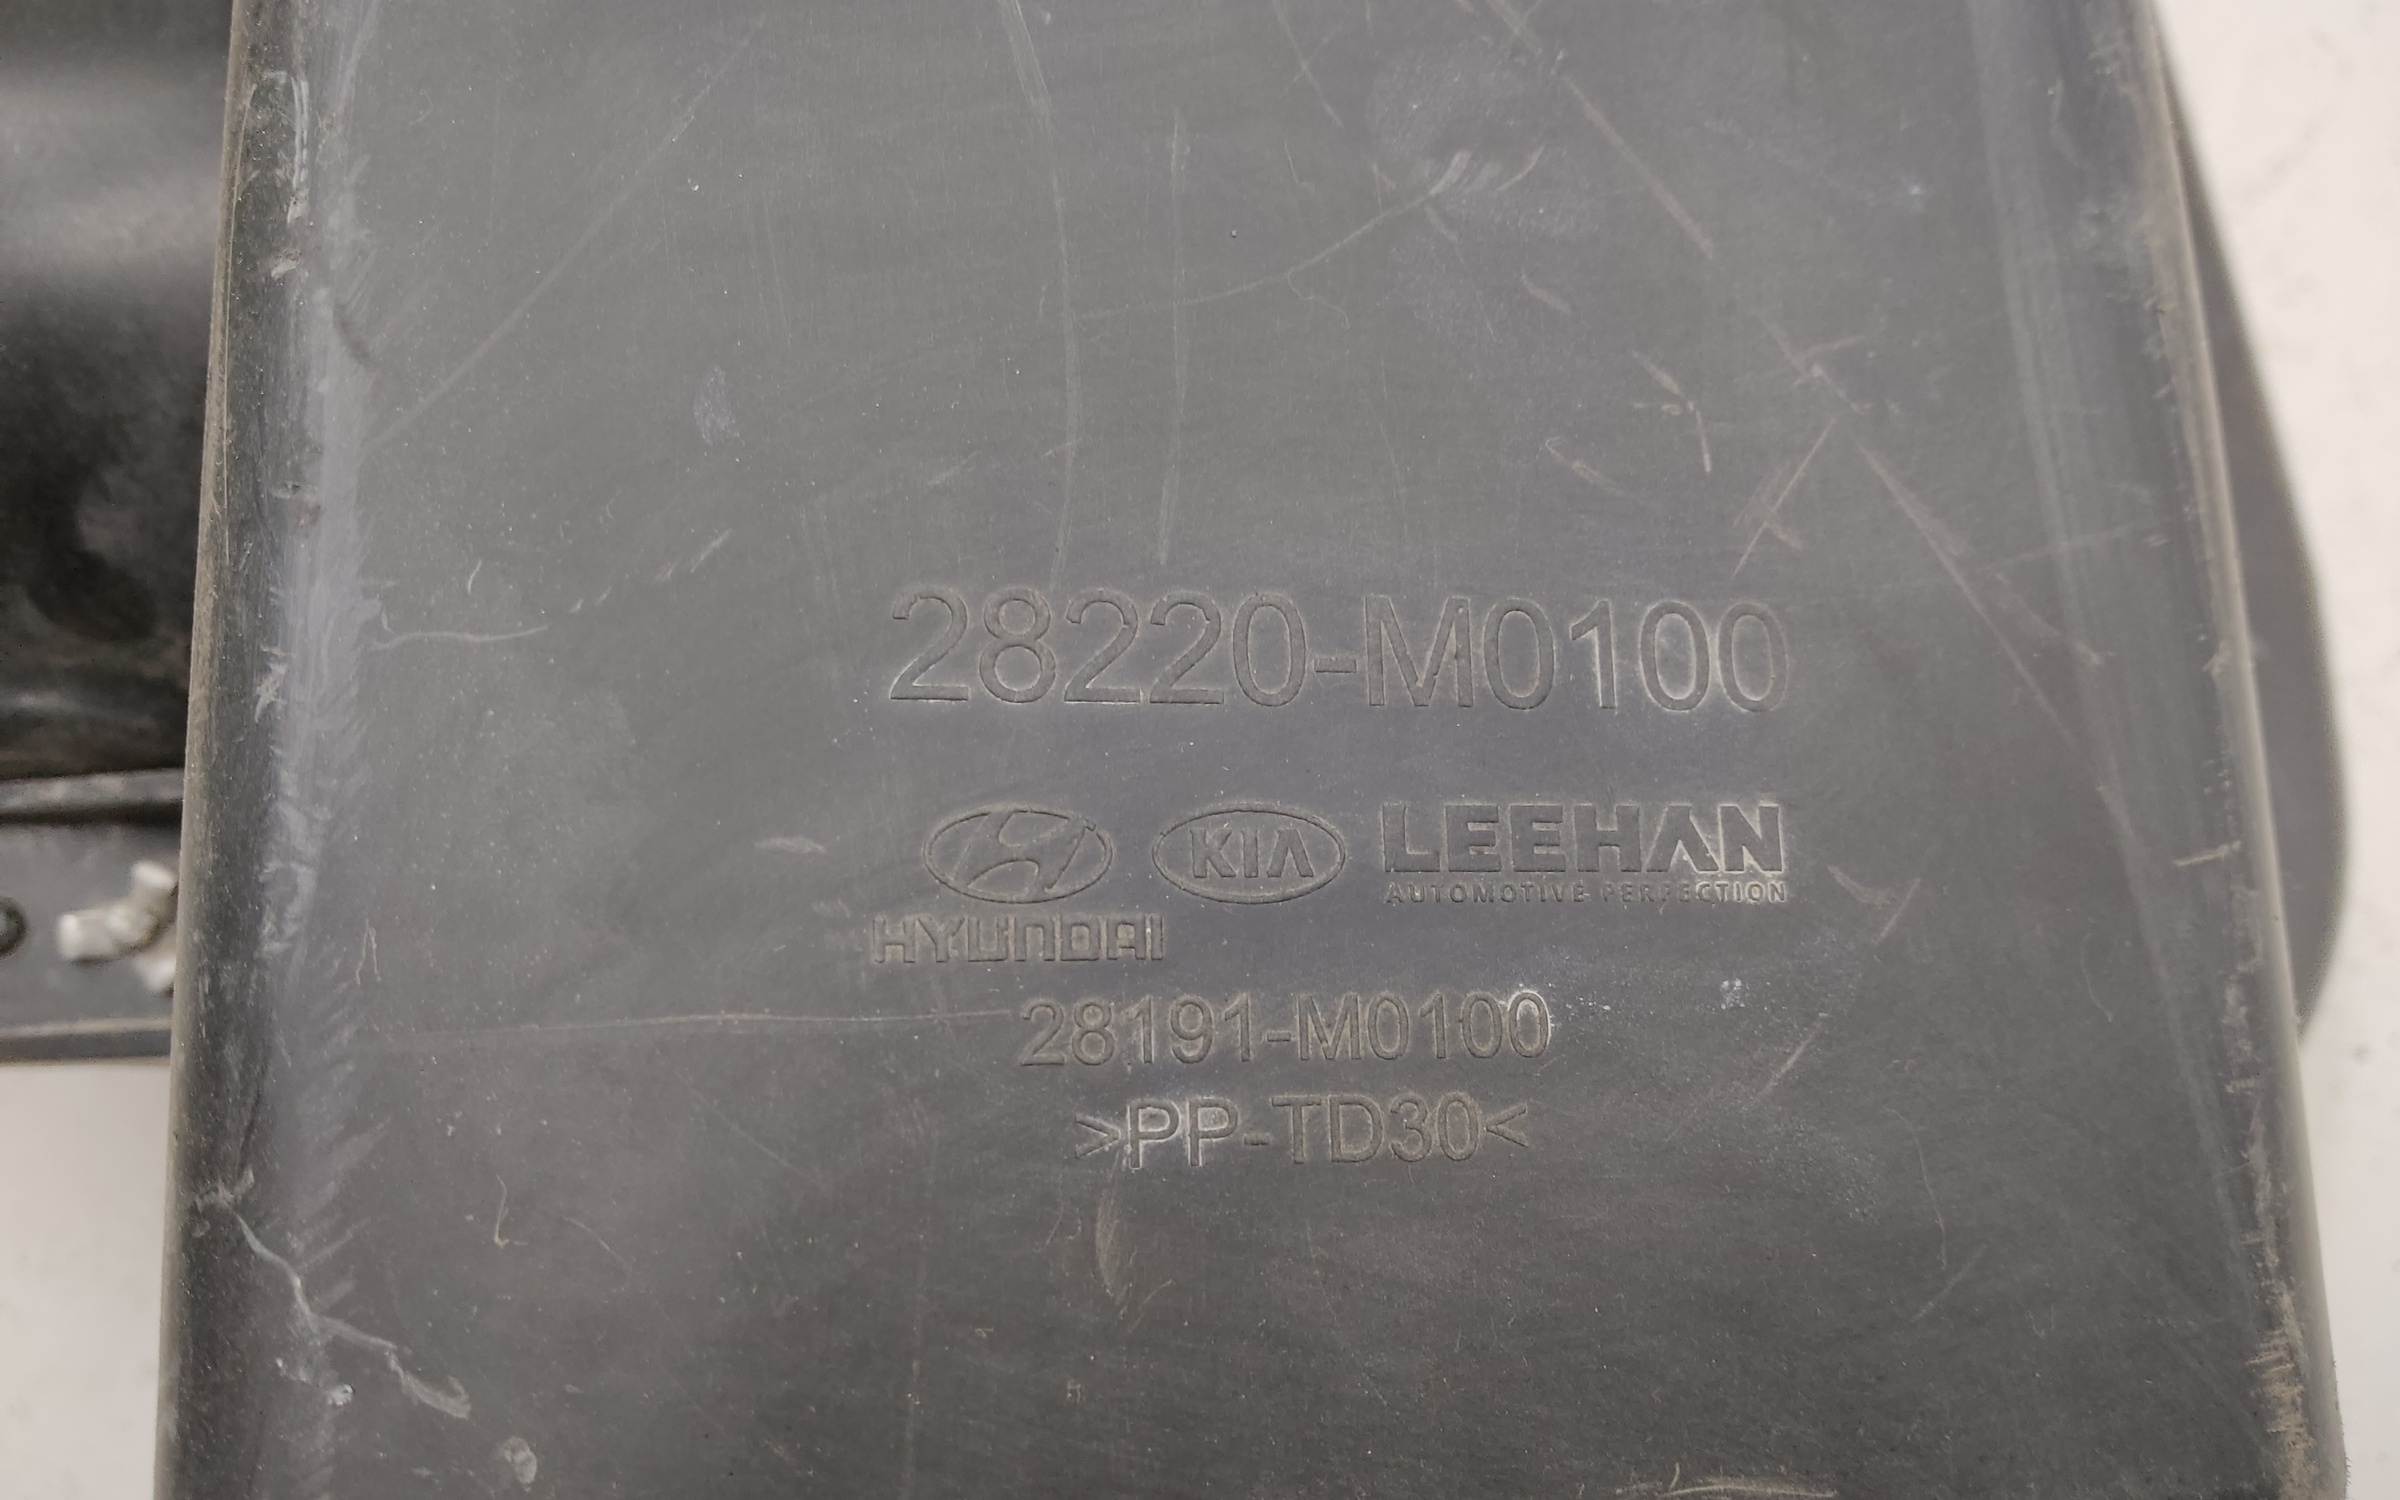 28220-M0100
KIA LEEHAN
AUTOMOTIVE PERFECTION
HYUNDAI
28191-M0100
>PP-TD30<